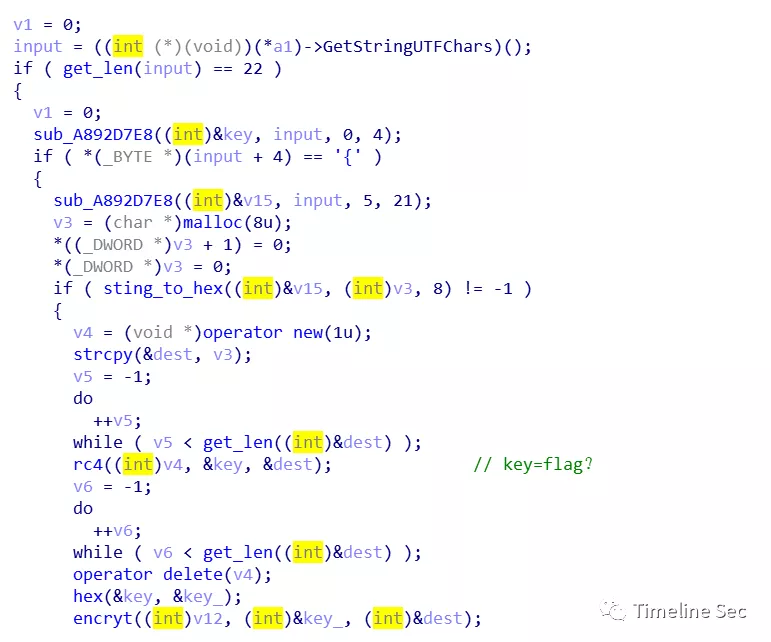 v1 = 0;
input = ((int (*)(void))(*a1)->GetStringUTFChars)();
if ( get_len(input) == 22 )
{
v1 = 0;
sub_A892D7E8((int)&key, input, 0, 4);
if ( *(_BYTE *)(input + 4) == '{' )
{
sub_A892D7E8((int)&v15, input, 5, 21);
v3 = (char *)malloc(8u);
*((_DWORD *)v3 + 1) = 0;
*(_DWORD *)v3 = 0;
if ( sting_to_hex((int)&v15, (int)v3, 8) != -1 )
{
v4 = (void *)operator new(1u);
strcpy(&dest, v3);
v5 = -1;
do
++v5;
while ( v5 < get_len((int)&dest) );
rc4((int)v4, &key, &dest); // key=flag?
v6 = -1;
do
++v6;
while ( v6 < get_len((int)&dest) );
operator delete(v4);
hex(&key, &key_);
encryt((int)v12, (int)&key_, (int)&dest);
Timeline Sec